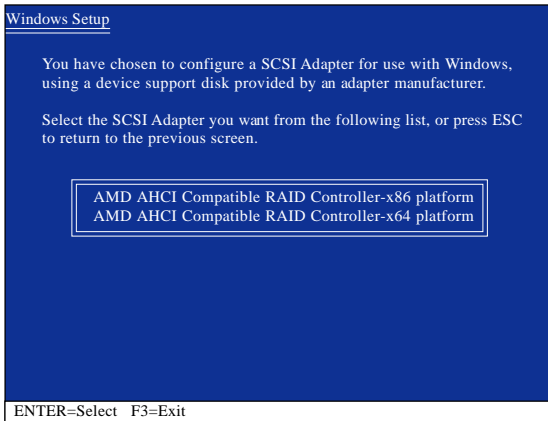 Windows Setup
You have chosen to configure a SCSI Adapter for use with Windows,
using a device support disk provided by an adapter manufacturer.
Select the SCSI Adapter you want from the following list, or press ESC
to return to the previous screen.
AMD AHCI Compatible RAID Controller-x86 platform
AMD AHCI Compatible RAID Controller-x64 platform
ENTER=Select F3=Exit